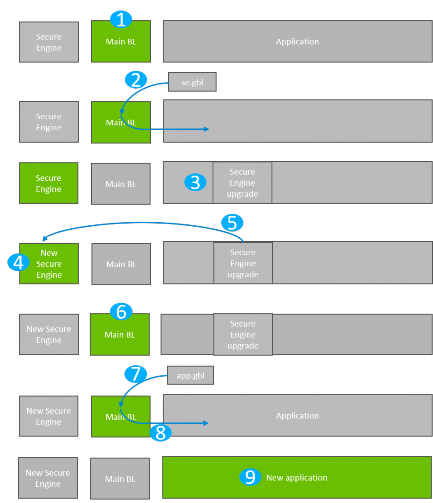 1
Secure
Engine
Main BL
Application
2
se.gbl
Secure
Engine
Main BL
Secure
Engine
Main BL
3
Secure
Engine
upgrade
5
4
New
Secure
Engine
Main BL
Secure
Engine
upgrade
6
New Secure
Engine
Main BL
Secure
Engine
upgrade
7
app.gbl
New Secure
Engine
Main BL
8
Application
New Secure
Engine
Main BL
9
New application